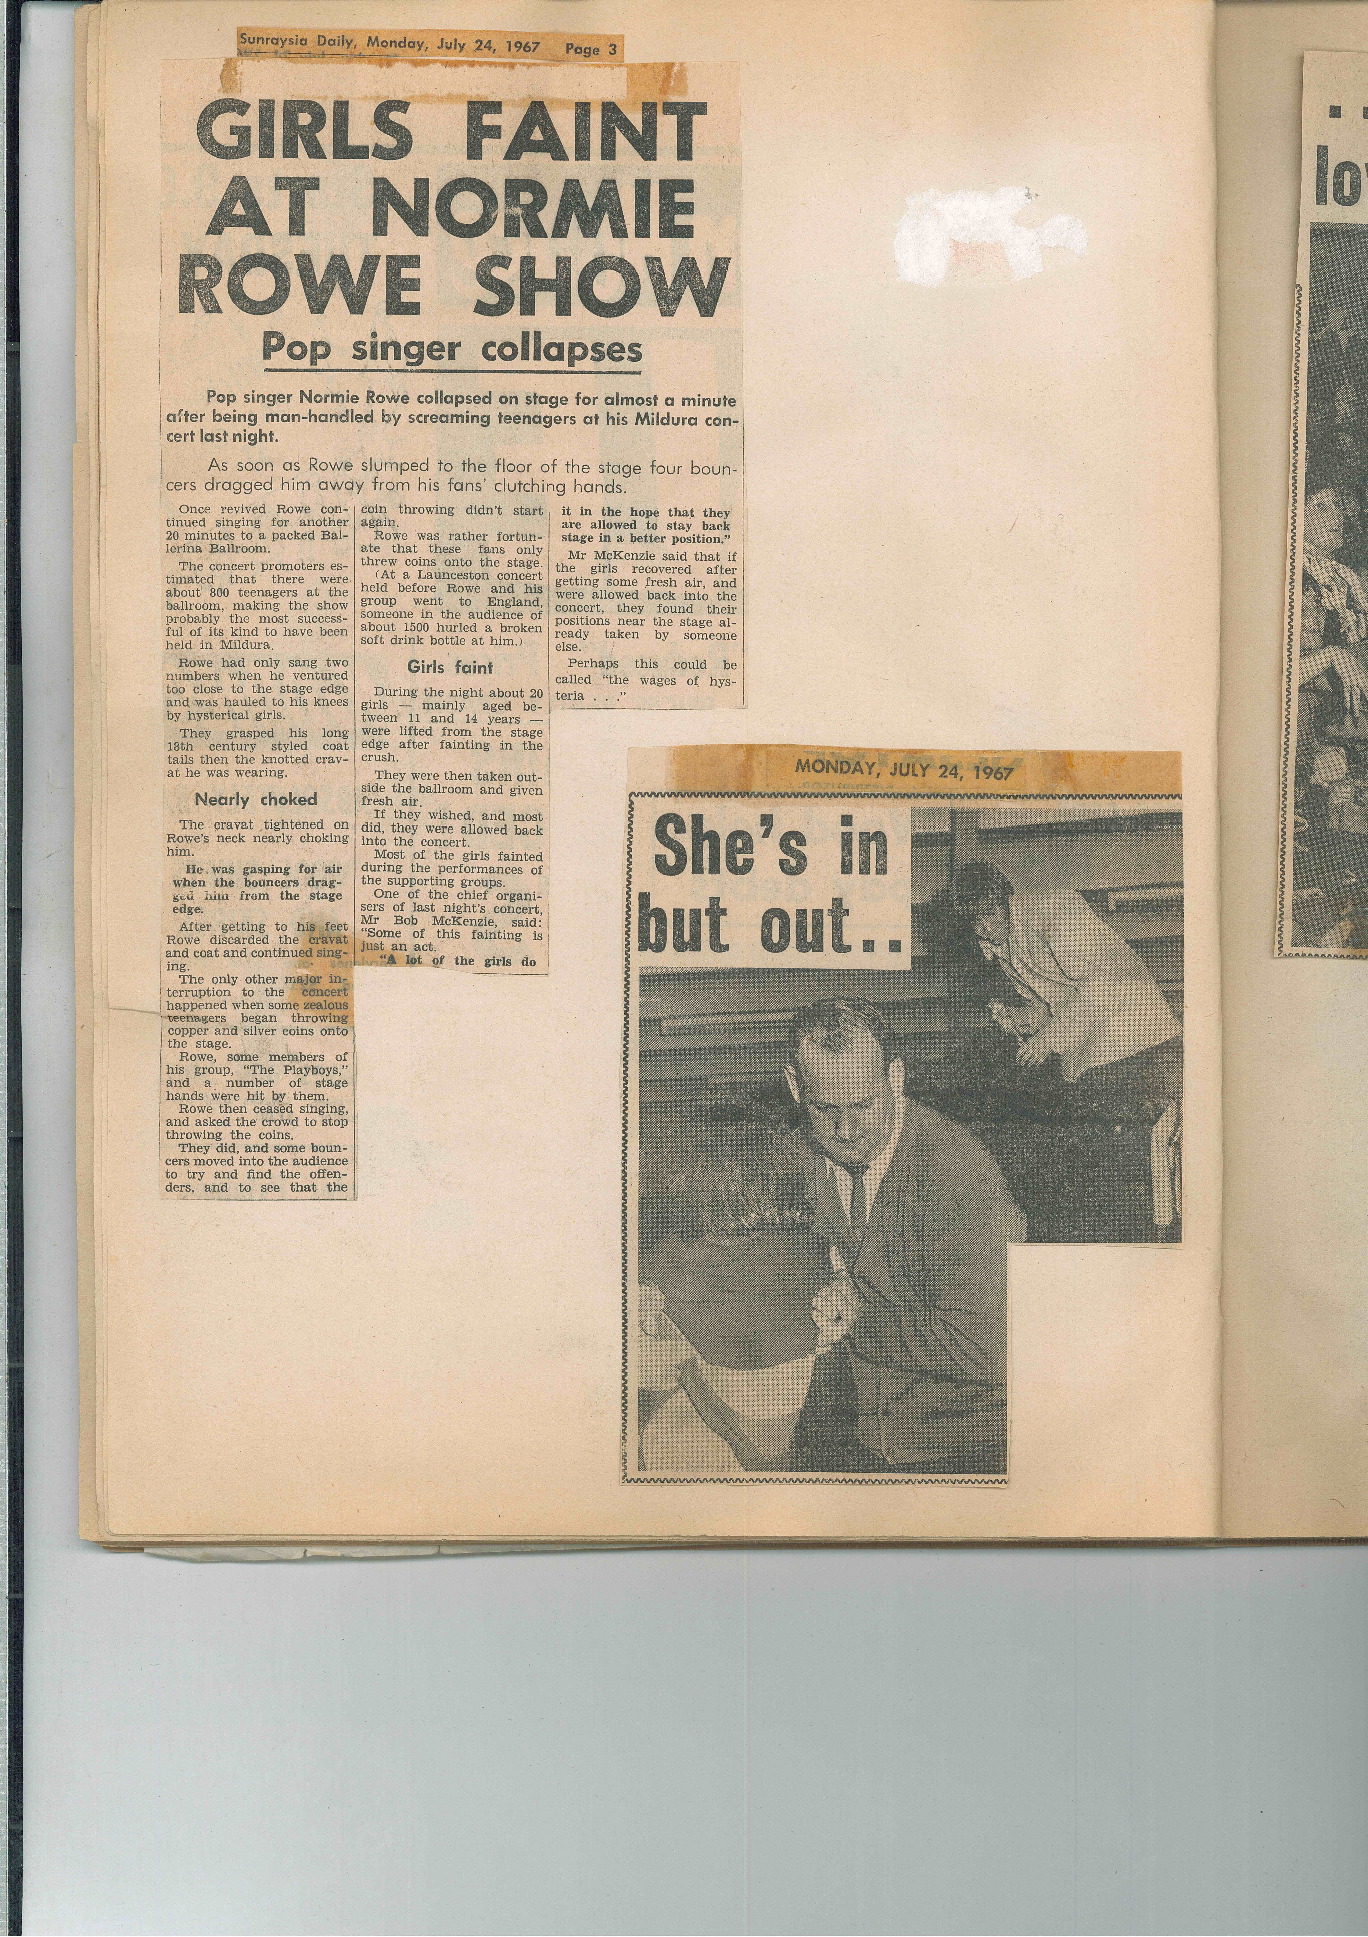 Sunraysia Daily, Monday, July 24, 1967 Page 3
GIRLS FAINT
AT NORMIE
ROWE SHOW
Pop singer collapses
Pop singer Normie Rowe collapsed on stage for almost a minute
after being man-handled by screaming teenagers at his Mildura con-
cert last night.
As soon as Rowe slumped to the floor of the stage four boun-
cers dragged him away from his fans' clutching hands.
Once revived Rowe con-
tinued singing for another
20 minutes to a packed Bal-
lerina Ballroom.
The concert promoters es-
timated that there were
about 800 teenagers at the
ballroom, making the show
probably the most success-
ful of its kind to have been
held in Mildura.
Rowe had only sang two
numbers when he ventured
too close to the stage edge
and was hauled to his knees
by hysterical girls.
They grasped his long
18th century styled coat
tails then the knotted crav-
at he was wearing.
Nearly choked
The cravat tightened on
Rowe's neck nearly choking
him.
He was gasping for air
when the bouncers drag-
ged him from the stage
edge.
After getting to his feet
Rowe discarded the cravat
and coat and continued sing-
ing.
The only other major in-
terruption to the concert
happened when some zealous
teenagers began throwing
copper and silver coins onto
the stage.
Rowe, some members of
his group, "The Playboys,"
and a number of stage
hands were hit by them.
Rowe then ceased singing,
and asked the crowd to stop
throwing the coins.
They did, and some boun-
cers moved into the audience
to try and find the offen-
ders, and to see that the
coin throwing didn't start
again.
Rowe was rather fortun-
ate that these fans only
threw coins onto the stage.
(At a Launceston concert
held before Rowe and his
group went to England,
someone in the audience of
about 1500 hurled a broken
soft drink bottle at him.)
Girls faint
During the night about 20
girls — mainly aged be-
tween 11 and 14 years —
were lifted from the stage
edge after fainting in the
crush.
They were then taken out-
side the ballroom and given
fresh air.
If they wished, and most
did, they were allowed back
into the concert.
Most of the girls fainted
during the performances of
the supporting groups.
One of the chief organi-
sers of last night's concert,
Mr Bob McKenzie, said:
"Some of this fainting is
just an act.
"A lot of the girls do
it in the hope that they
are allowed to stay back
stage in a better position."
Mr McKenzie said that if
the girls recovered after
getting some fresh air, and
were allowed back into the
concert, they found their
positions near the stage al-
ready taken by someone
else.
Perhaps this could be
called "the wages of hys-
teria . . ."
MONDAY, JULY 24, 1967
She's in
but out..